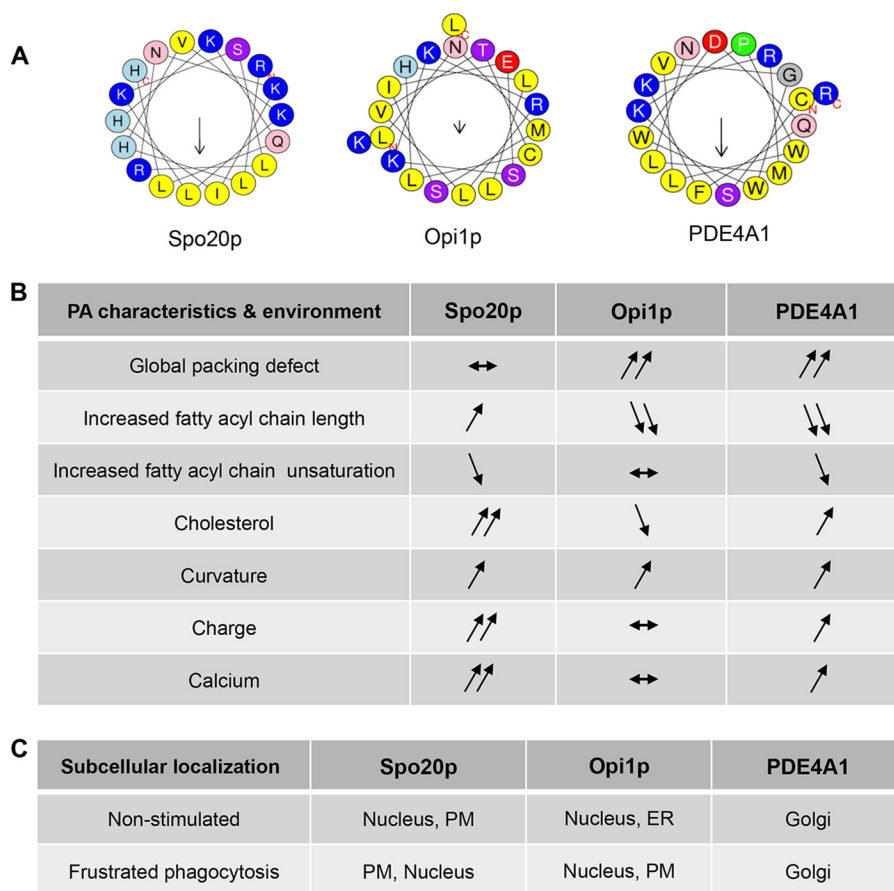 A
H N V K S R
C N
K K
H K
H Q
R L
L L I L
Spo20p
L
C
H K N T E L
I R
V M
K L C
N
K S
L S L L
Opi1p
V N D P R
G
K C R
N C
K Q
W W
L M
L F S W
PDE4A1
B
PA characteristics & environment Spo20p Opi1p PDE4A1
Global packing defect
Increased fatty acyl chain length
Increased fatty acyl chain unsaturation
Cholesterol
Curvature
Charge
Calcium
C
Subcellular localization Spo20p Opi1p PDE4A1
Non-stimulated Nucleus, PM Nucleus, ER Golgi
Frustrated phagocytosis PM, Nucleus Nucleus, PM Golgi